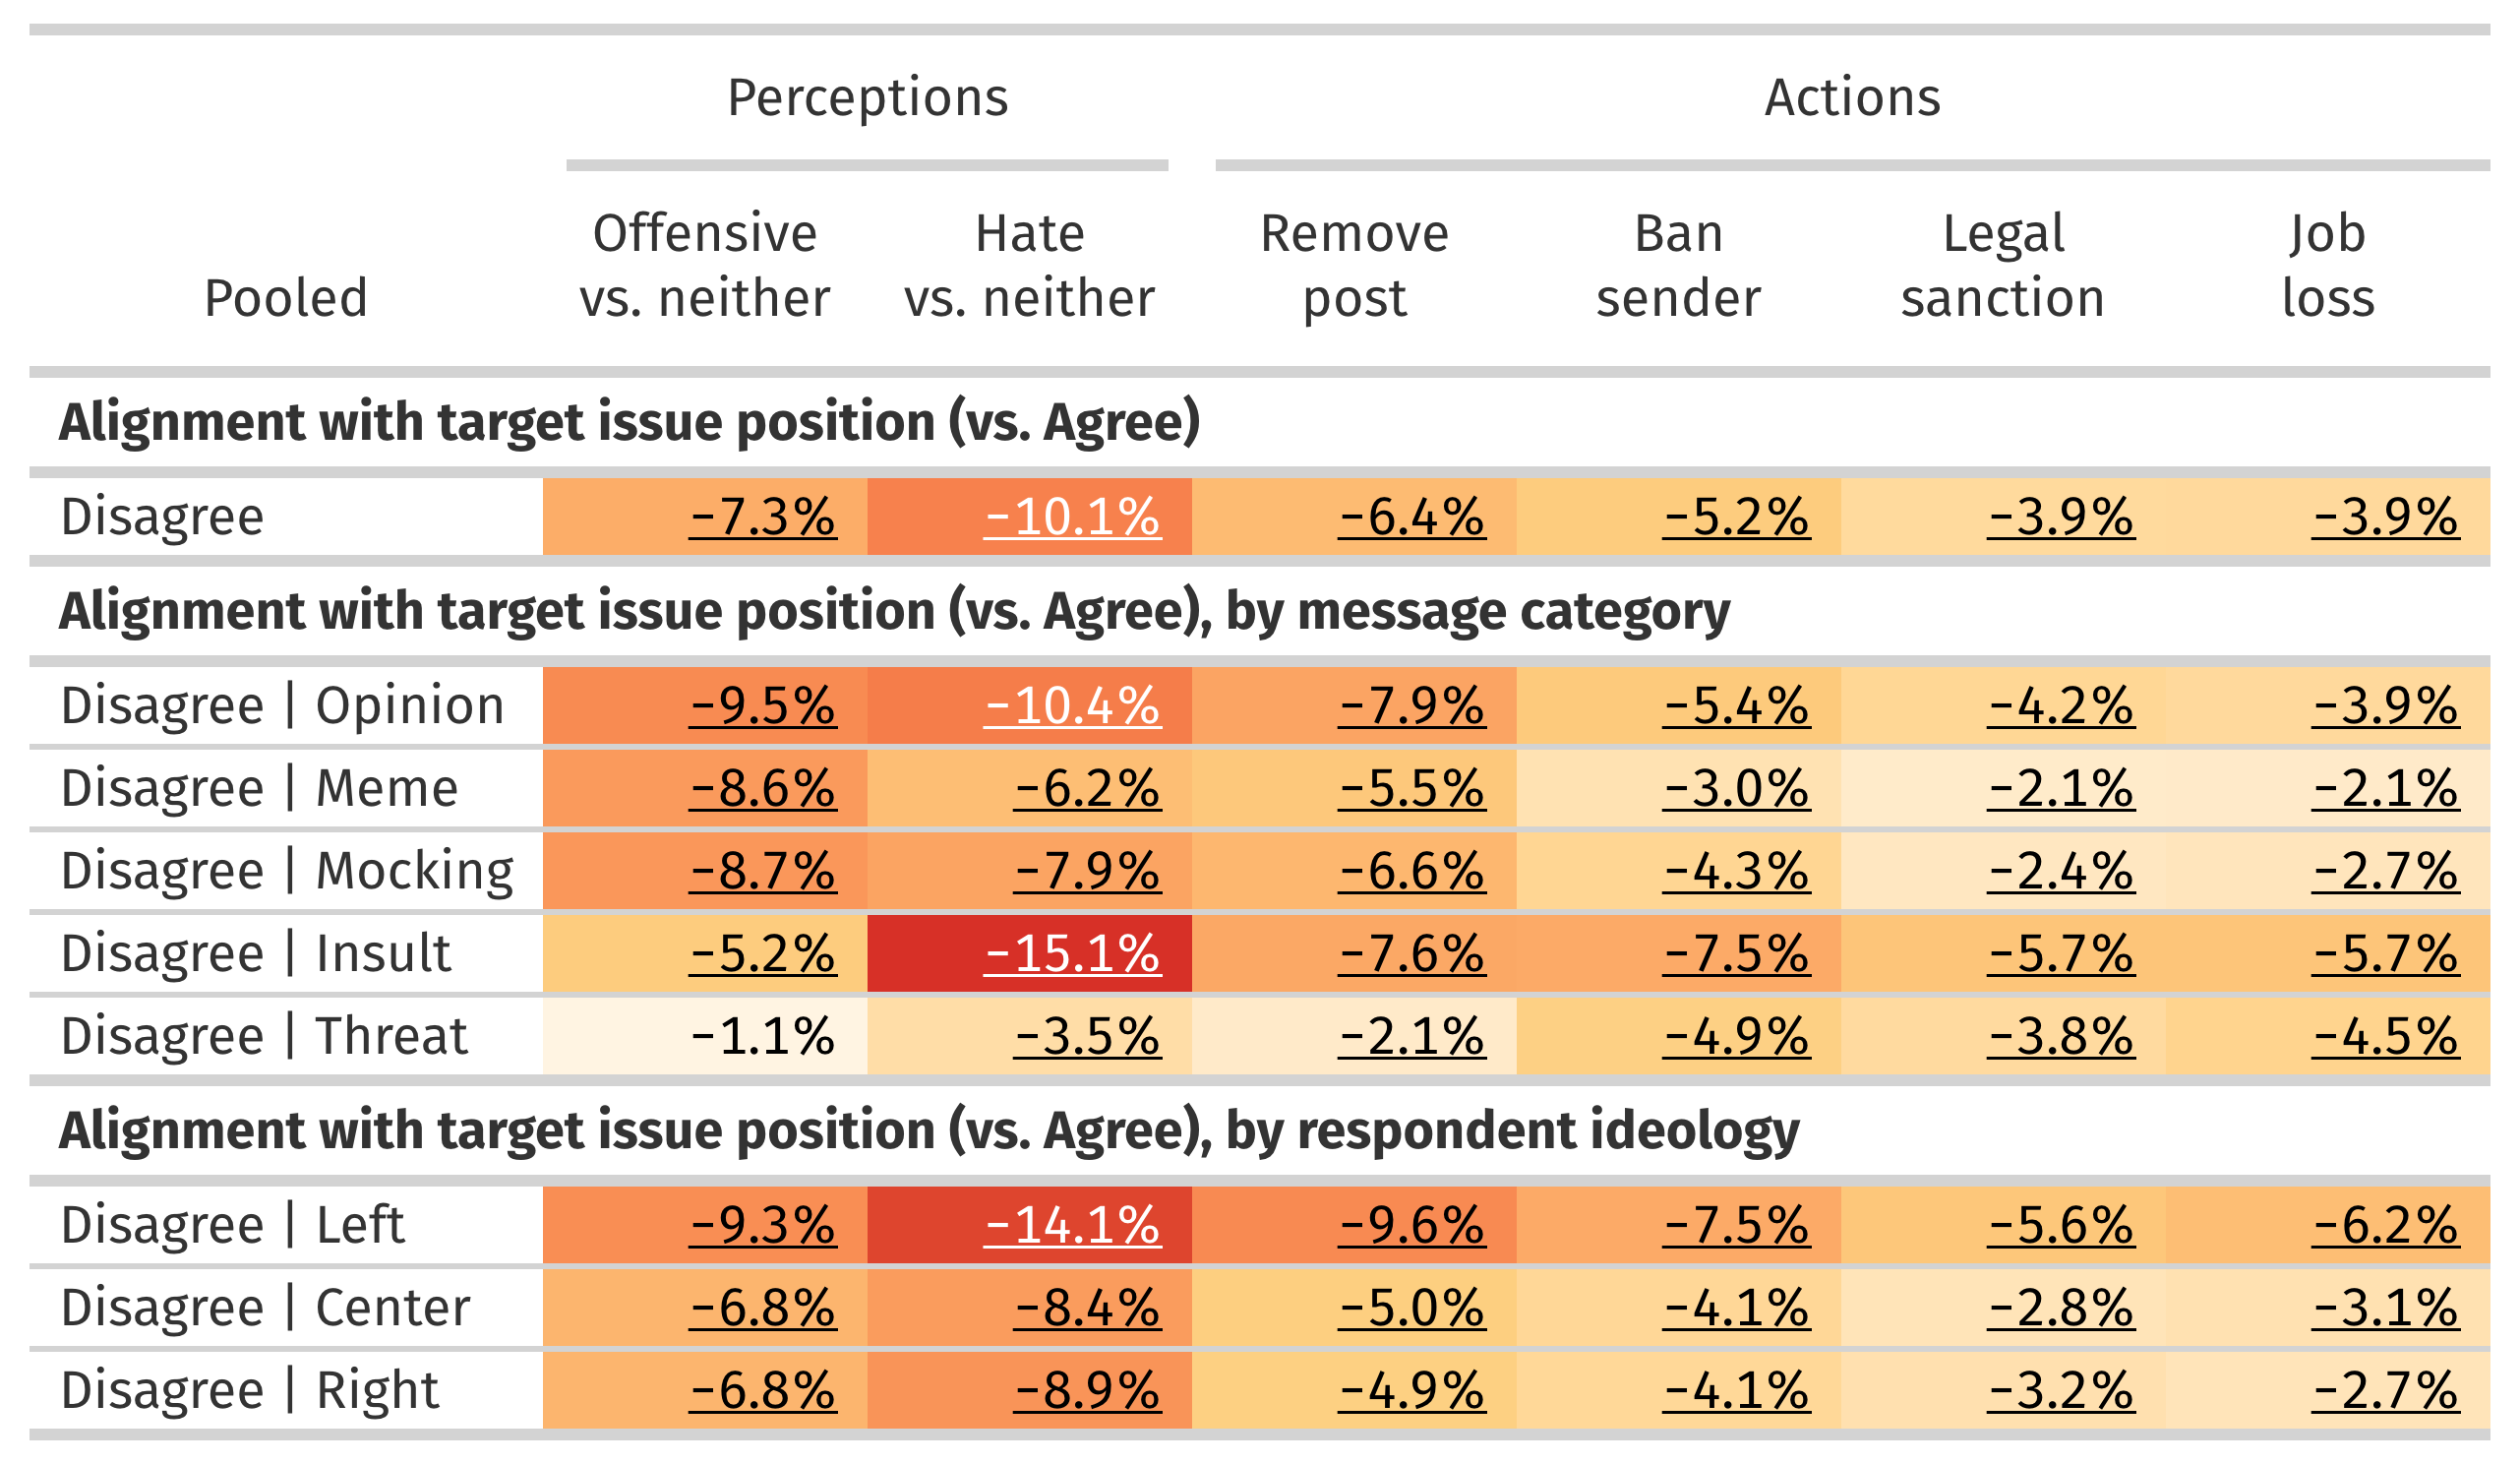 Perceptions Actions
Pooled Offensive vs. neither Hate vs. neither Remove post Ban sender Legal sanction Job loss
Alignment with target issue position (vs. Agree)
Disagree −7.3% −10.1% −6.4% −5.2% −3.9% −3.9%
Alignment with target issue position (vs. Agree), by message category
Disagree | Opinion −9.5% −10.4% −7.9% −5.4% −4.2% −3.9%
Disagree | Meme −8.6% −6.2% −5.5% −3.0% −2.1% −2.1%
Disagree | Mocking −8.7% −7.9% −6.6% −4.3% −2.4% −2.7%
Disagree | Insult −5.2% −15.1% −7.6% −7.5% −5.7% −5.7%
Disagree | Threat −1.1% −3.5% −2.1% −4.9% −3.8% −4.5%
Alignment with target issue position (vs. Agree), by respondent ideology
Disagree | Left −9.3% −14.1% −9.6% −7.5% −5.6% −6.2%
Disagree | Center −6.8% −8.4% −5.0% −4.1% −2.8% −3.1%
Disagree | Right −6.8% −8.9% −4.9% −4.1% −3.2% −2.7%